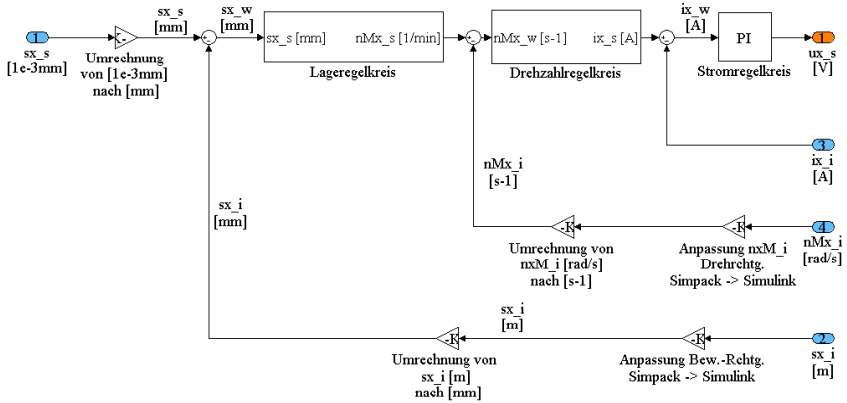 sx_s
[mm]
sx_w
[mm]
ix_w
[A]
1
sx_s
[1e-3mm]
Umrechnung
von [1e-3mm]
nach [mm]
sx_s [mm]
nMx_s [1/min]
Lageregelkreis
nMx_w [s-1]
ix_s [A]
Drehzahlregelkreis
PI
Stromregelkreis
1
ux_s
[V]
3
ix_i
[A]
nMx_i
[s-1]
sx_i
[mm]
-K
Umrechnung von
nxM_i [rad/s]
nach [s-1]
-K
Anpassung nxM_i
Drehrchtg.
Simpack -> Simulink
4
nMx_i
[rad/s]
sx_i
[m]
-K
Umrechnung von
sx_i [m]
nach [mm]
-K
Anpassung Bew.-Rchtg.
Simpack -> Simulink
2
sx_i
[m]